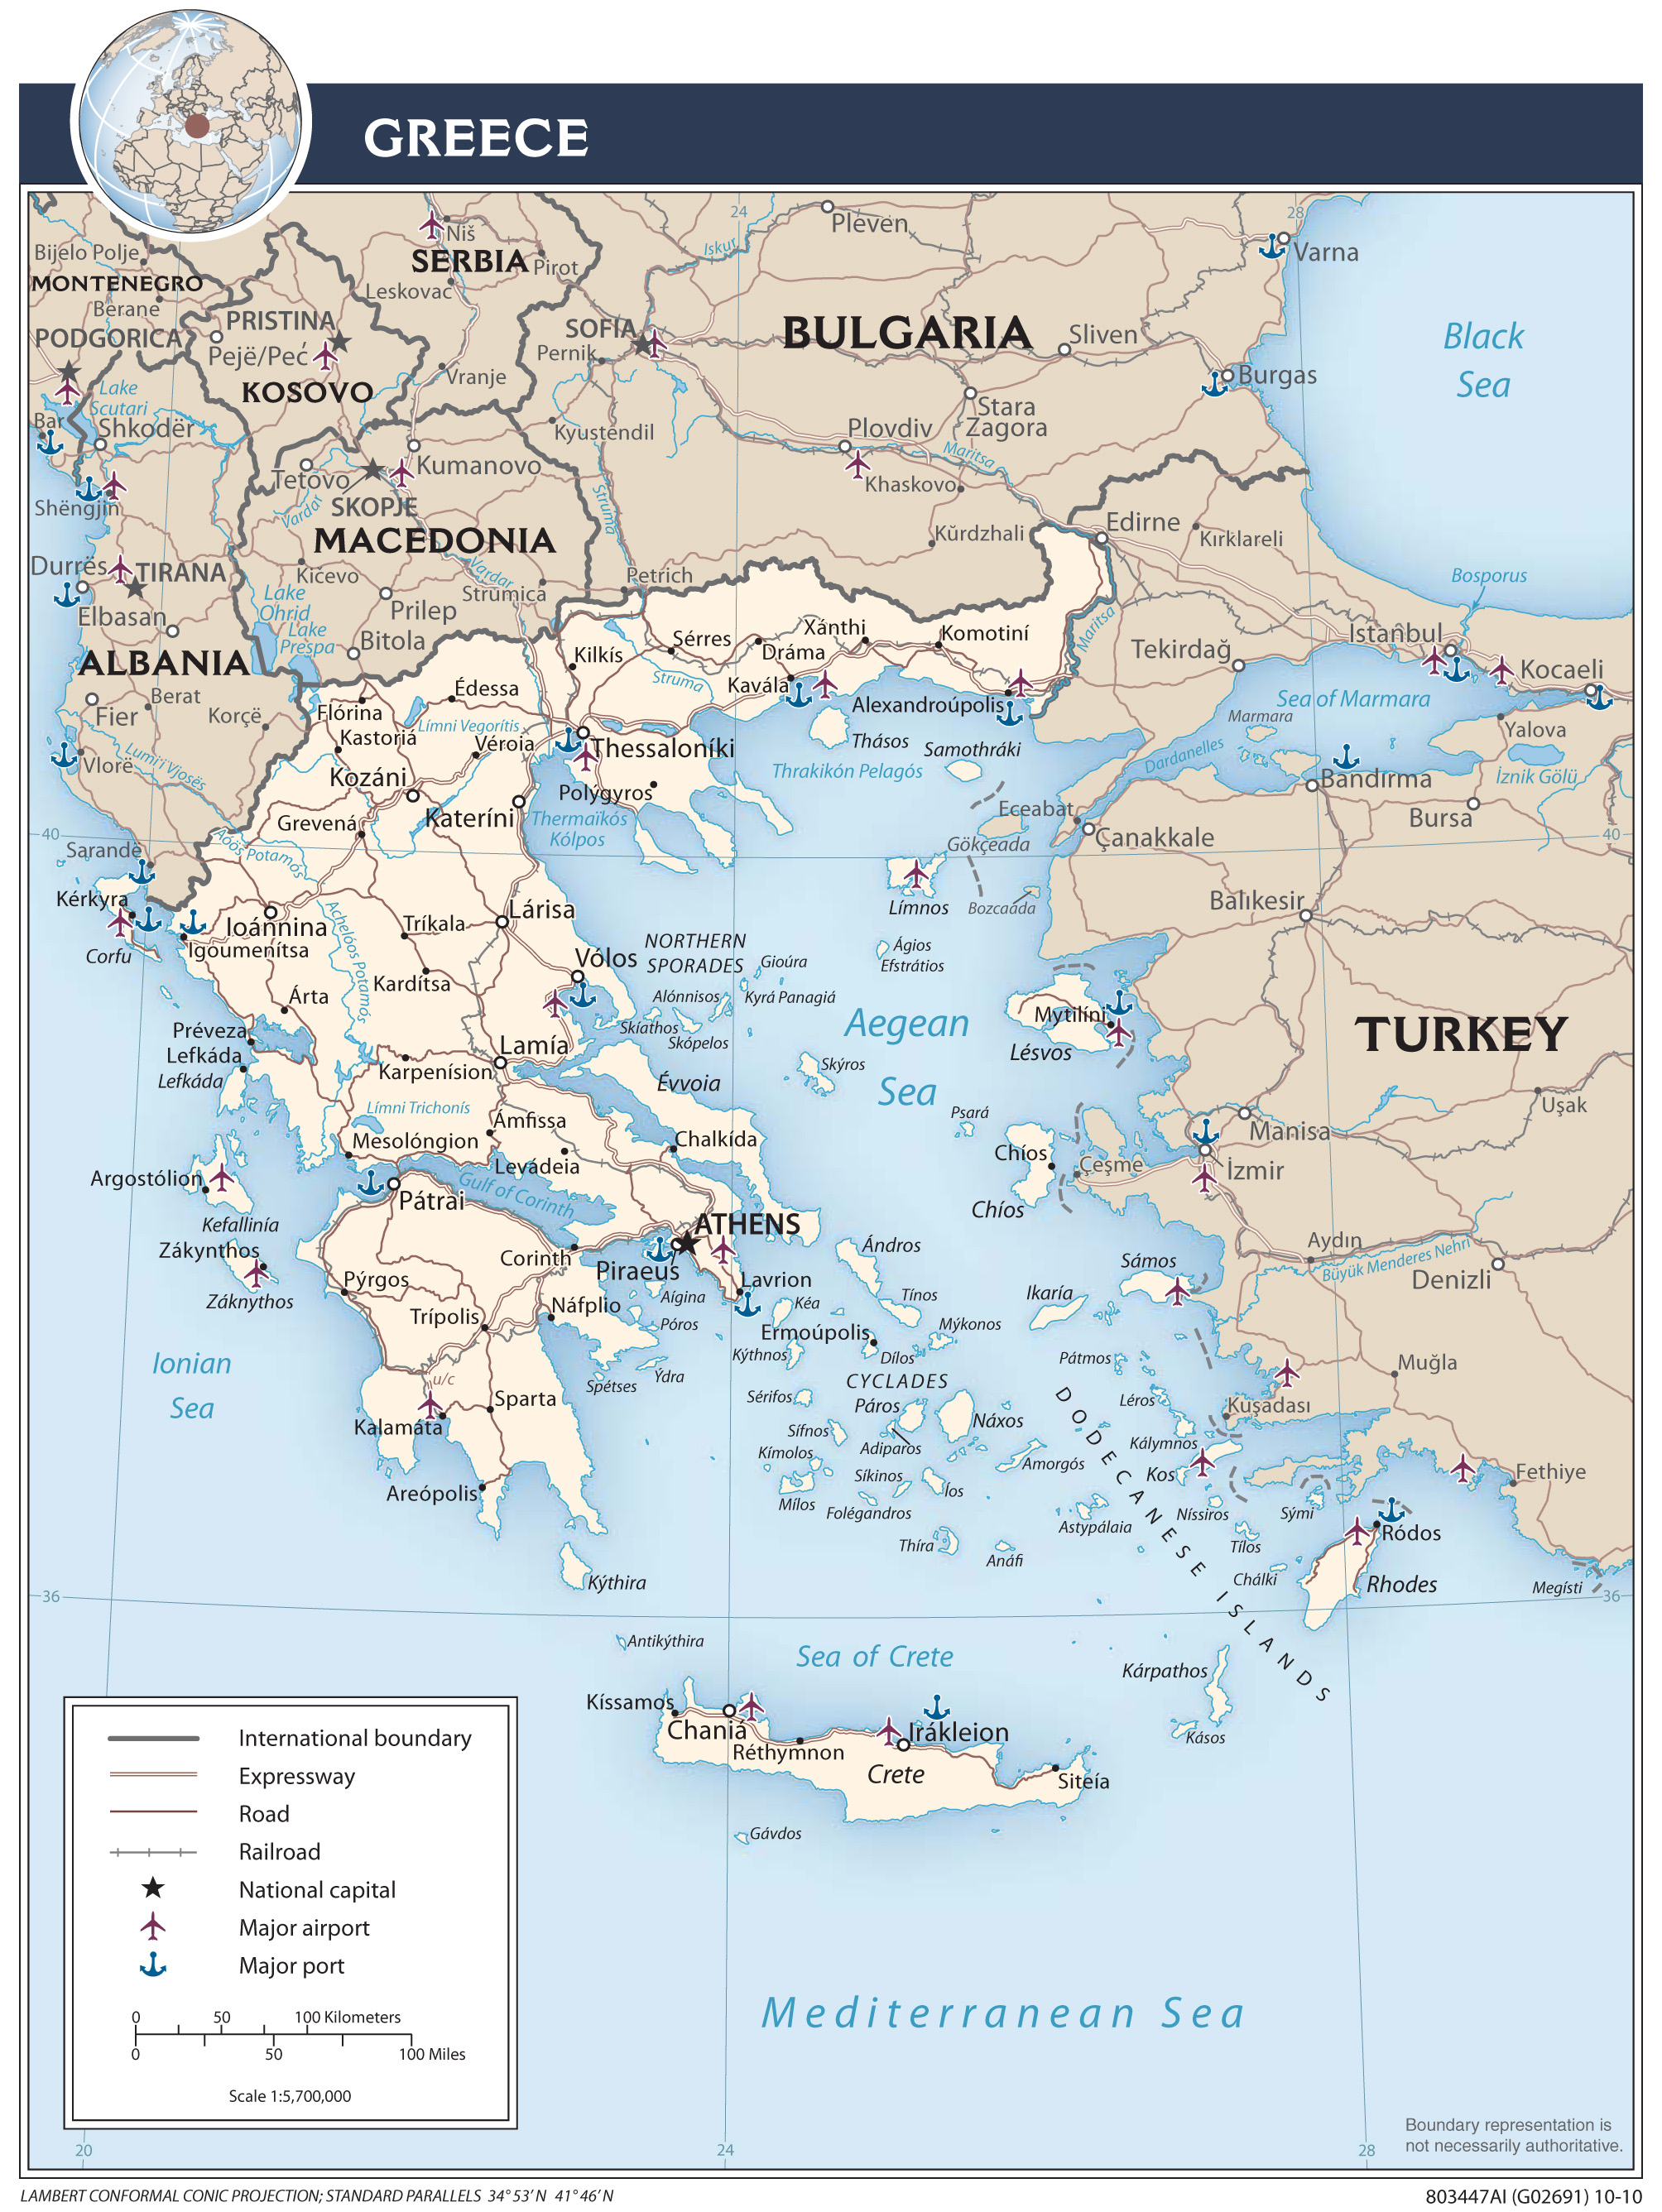 GREECE
24
28
Pleven
Iskur
Varna
Niš
SERBIA
Pirot
Bijelo Polje
MONTENEGRO
Berane
Leskovac
PRISTINA
PODGORICA
Pejë/Peć
KOSOVO
Vranje
SOFIA
Pernik
BULGARIA
Sliven
Black
Sea
Burgas
Lake
Scutari
Bar
Shkodër
Kyustendil
Stara
Zagora
Plovdiv
Maritsa
Khaskovo
Tetovo
Kumanovo
Vardar
SKOPJE
Shëngjin
Struma
MACEDONIA
Edirne
Kırklareli
Kŭrdzhali
Durrës
TIRANA
Kičevo
Vardar
Strumica
Petrich
Bosporus
Lake
Ohrid
Prilep
Elbasan
Lake
Prespa
Bitola
Maritsa
Istanbul
ALBANIA
Kilkís
Sérres
Dráma
Xánthi
Komotiní
Tekirdağ
Kocaeli
Struma
Kavála
Alexandroúpolis
Sea of Marmara
Marmara
Yalova
Berat
Fier
Korçë
Édessa
Flórina
Límni Vegorítis
Kastoriá
Véroia
Thessaloníki
Thásos
Samothráki
Thrakikón Pelagós
Dardanelles
Vlorë
Lumi i Vjosës
Kozáni
Polýgyros
Bandırma
İznik Gölü
Bursa
Eceabat
Çanakkale
Gökçeada
Grevená
Kateríni
Thermaïkós
Kólpos
40
40
Sarandë
Aóös Potamós
Kérkyra
Corfu
Ioánnina
Igoumenítsa
Achelóos Potamós
Tríkala
Lárisa
Límnos
Bozcaada
Balıkesir
Kardítsa
Vólos
NORTHERN
SPORADES
Gioúra
Kyrá Panagiá
Alónnisos
Skíathos
Skópelos
Ágios
Efstrátios
Árta
Préveza
Lefkáda
Lefkáda
Aegean
Sea
Mytilíni
Lésvos
TURKEY
Lamía
Karpenísion
Évvoia
Skýros
Uşak
Psará
Límni Trichonís
Ámfissa
Mesolóngion
Levádeia
Chalkída
Chíos
Chíos
Çeşme
Manisa
İzmir
Argostólion
Kefallinía
Pátrai
Gulf of Corinth
ATHENS
Corinth
Piraeus
Lavrion
Zákynthos
Záknythos
Pýrgos
Ándros
Sámos
Ikaría
Aydın
Büyük Menderes Nehri
Denizli
Trípolis
Náfplio
Aígina
Póros
Kéa
Tínos
Ermoúpolis
Mýkonos
Kýthnos
Dílos
Ydra
Spétses
Ionian
Sea
u/c
Kalamáta
Sparta
Sérifos
CYCLADES
Páros
Náxos
Sífnos
Adiparos
Kímolos
Síkinos
Mílos
Folégandros
Íos
Amorgós
Pátmos
Léros
Kálymnos
Kos
Muğla
Kuşadası
Fethiye
Areópolis
Thíra
Anáfi
Astypálaia
Níssiros
Tílos
Sými
Ródos
Chálki
Rhodes
Megísti
DODECANESE ISLANDS
Kýthira
36
36
Antikýthira
Sea of Crete
Kárpathos
Kásos
Kíssamos
Chaniá
Réthymnon
Irákleion
Crete
Siteía
Gávdos
Mediterranean Sea
International boundary
Expressway
Road
Railroad
National capital
Major airport
Major port
0 50 100 Kilometers
0 50 100 Miles
Scale 1:5,700,000
Boundary representation is
not necessarily authoritative.
20
24
28
LAMBERT CONFORMAL CONIC PROJECTION; STANDARD PARALLELS 34°53'N 41°46'N
803447AI (G02691) 10-10